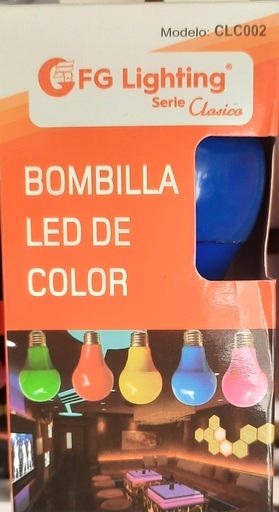 Modelo: CLC002
FG Lighting®
Serie Clasico
BOMBILLA
LED DE
COLOR